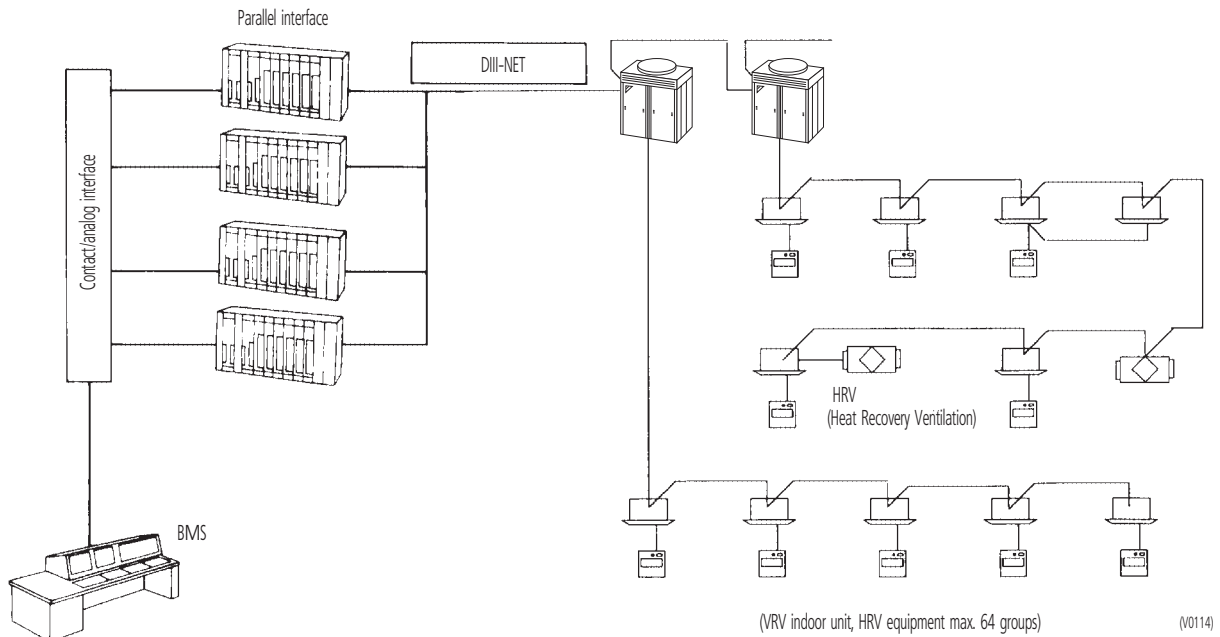 Parallel interface
DIII-NET
Contact/analog interface
HRV
(Heat Recovery Ventilation)
BMS
(VRV indoor unit, HRV equipment max. 64 groups)
(V0114)